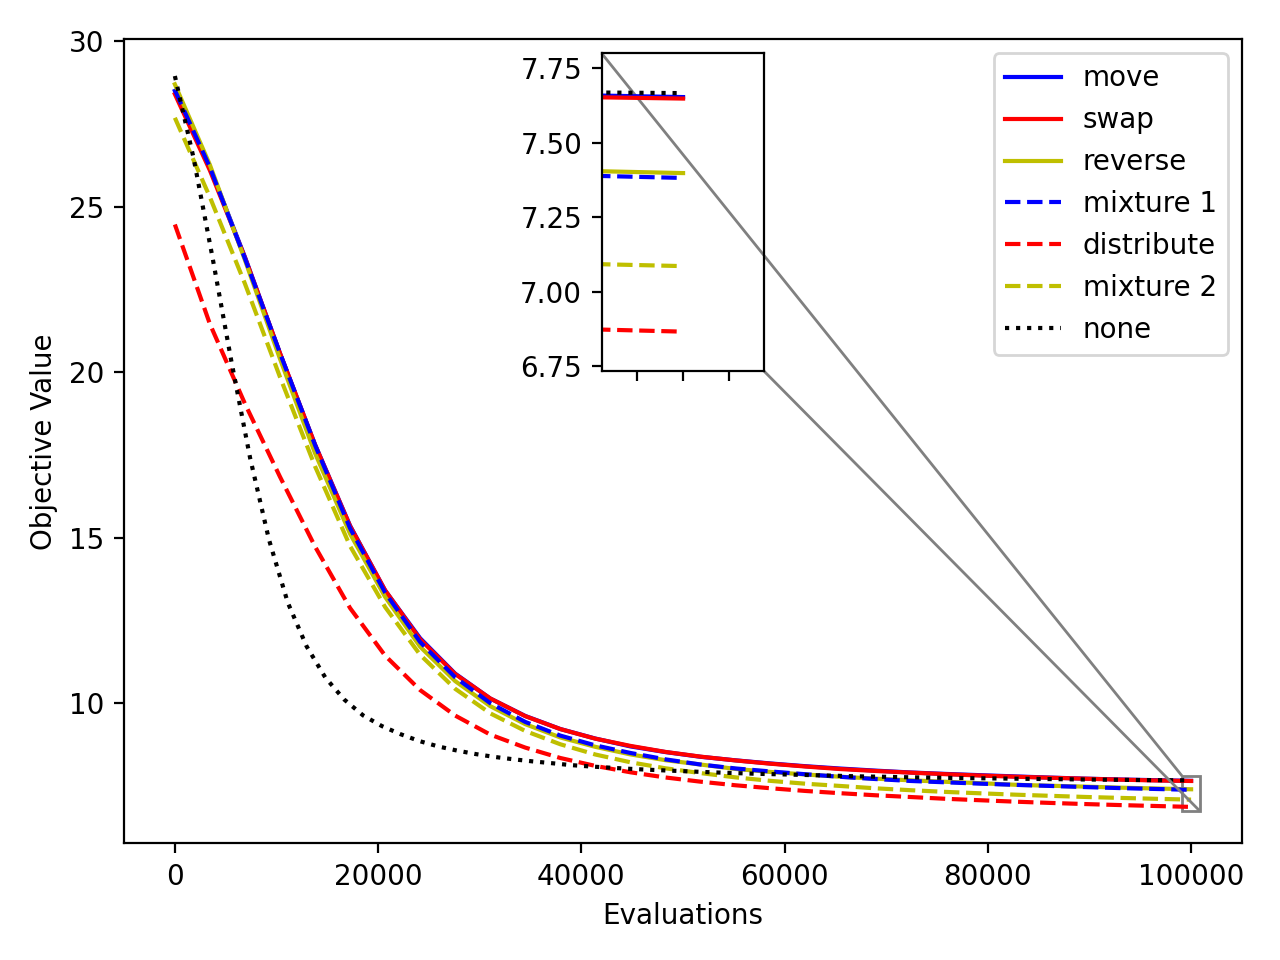 30
25
20
15
10
Objective Value
0
20000
40000
60000
80000
100000
Evaluations
7.75
7.50
7.25
7.00
6.75
move
swap
reverse
mixture 1
distribute
mixture 2
none